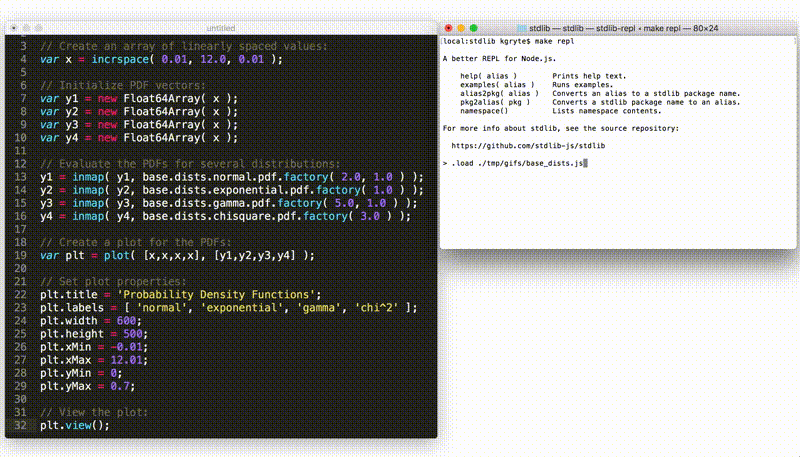 untitled
3 // Create an array of linearly spaced values:
4 var x = incrspace( 0.01, 12.0, 0.01 );
5
6 // Initialize PDF vectors:
7 var y1 = new Float64Array( x );
8 var y2 = new Float64Array( x );
9 var y3 = new Float64Array( x );
10 var y4 = new Float64Array( x );
11
12 // Evaluate the PDFs for several distributions:
13 y1 = inmap( y1, base.dists.normal.pdf.factory( 2.0, 1.0 ) );
14 y2 = inmap( y2, base.dists.exponential.pdf.factory( 1.0 ) );
15 y3 = inmap( y3, base.dists.gamma.pdf.factory( 5.0, 1.0 ) );
16 y4 = inmap( y4, base.dists.chisquare.pdf.factory( 3.0 ) );
17
18 // Create a plot for the PDFs:
19 var plt = plot( [x,x,x,x], [y1,y2,y3,y4] );
20
21 // Set plot properties:
22 plt.title = 'Probability Density Functions';
23 plt.labels = [ 'normal', 'exponential', 'gamma', 'chi^2' ];
24 plt.width = 600;
25 plt.height = 500;
26 plt.xMin = -0.01;
27 plt.xMax = 12.01;
28 plt.yMin = 0;
29 plt.yMax = 0.7;
30
31 // View the plot:
32 plt.view();
stdlib — stdlib — stdlib-repl • make repl — 80×24
local:stdlib kgryte$ make repl
A better REPL for Node.js.
help( alias ) Prints help text.
examples( alias ) Runs examples.
alias2pkg( alias ) Converts an alias to a stdlib package name.
pkg2alias( pkg ) Converts a stdlib package name to an alias.
namespace() Lists namespace contents.
For more info about stdlib, see the source repository:
https://github.com/stdlib-js/stdlib
> .load ./tmp/gifs/base_dists.js